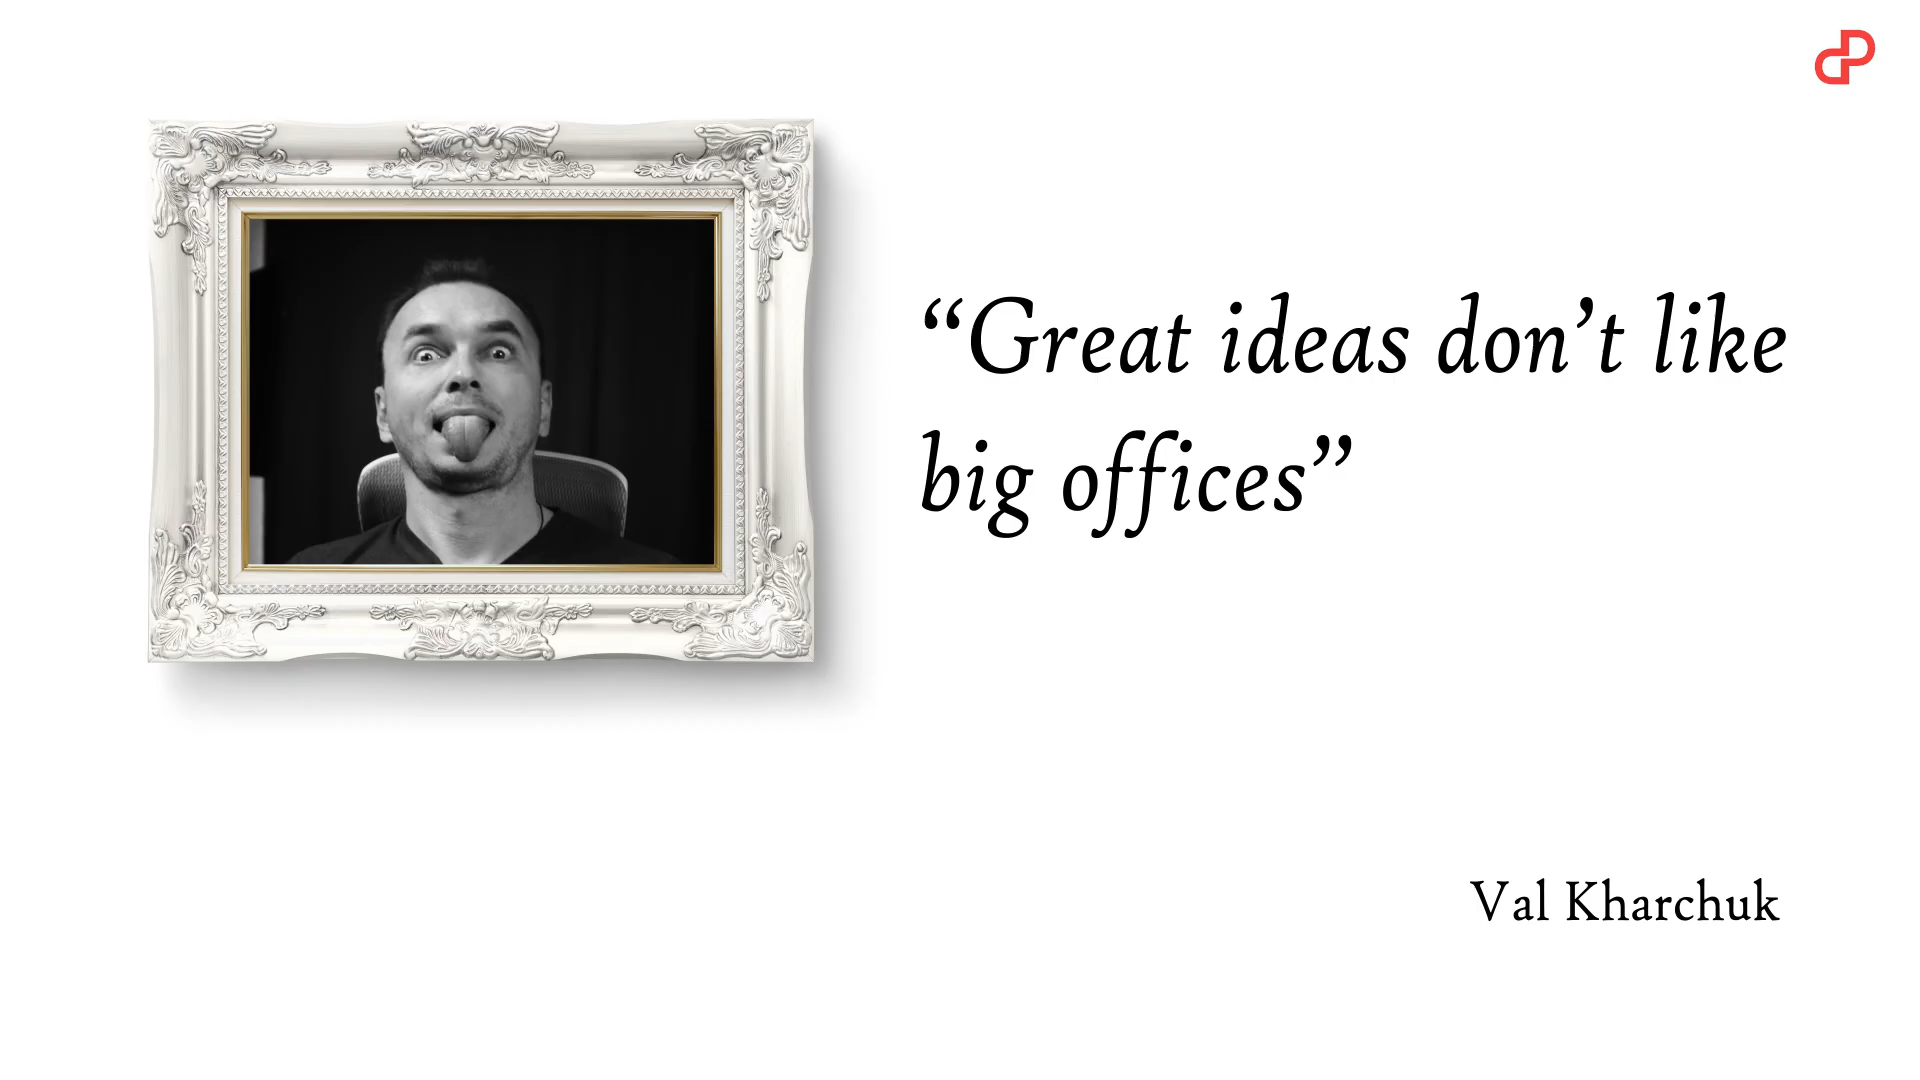 “Great ideas don’t like
big offices”
Val Kharchuk